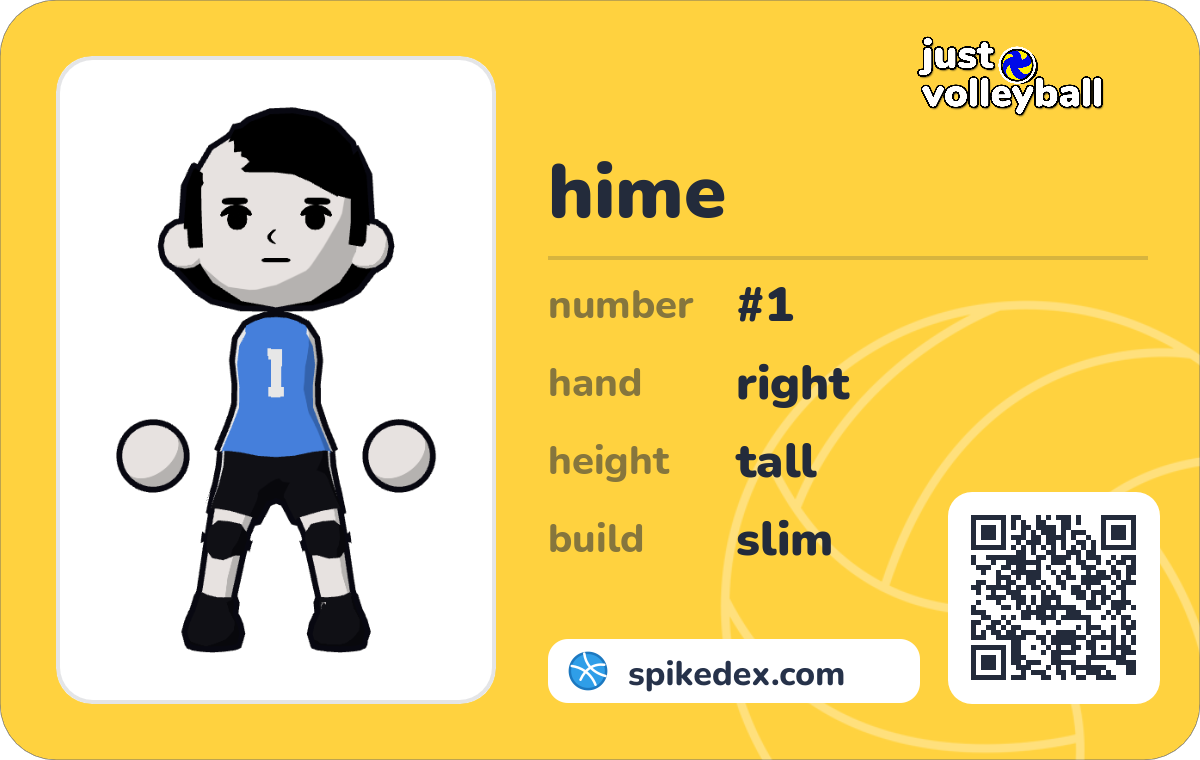 just
volleyball
hime
number #1
hand right
height tall
build slim
1
spikedex.com